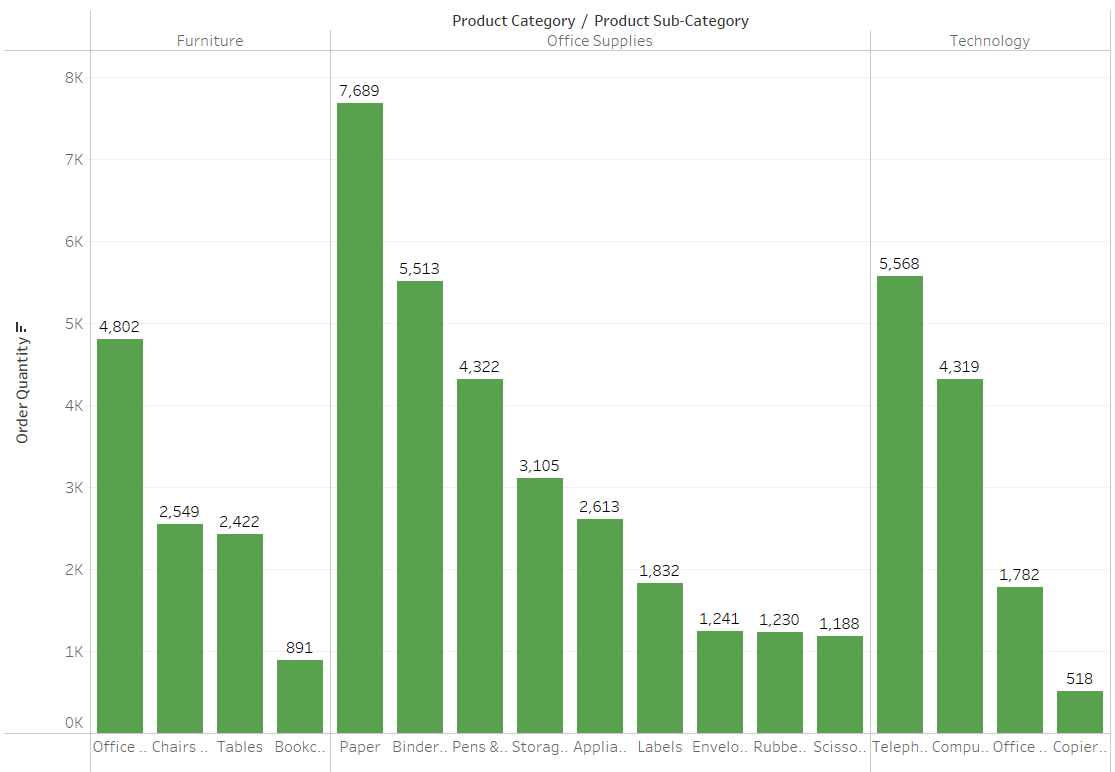 Product Category / Product Sub-Category
Furniture
Office Supplies
Technology
Order Quantity
8K
7K
6K
5K
4K
3K
2K
1K
0K
4,802
2,549
2,422
891
7,689
5,513
4,322
3,105
2,613
1,832
1,241
1,230
1,188
5,568
4,319
1,782
518
Office ..
Chairs ..
Tables
Bookc..
Paper
Binder..
Pens &..
Storag..
Applia..
Labels
Envelo..
Rubbe..
Scisso..
Teleph..
Compu..
Office ..
Copier..